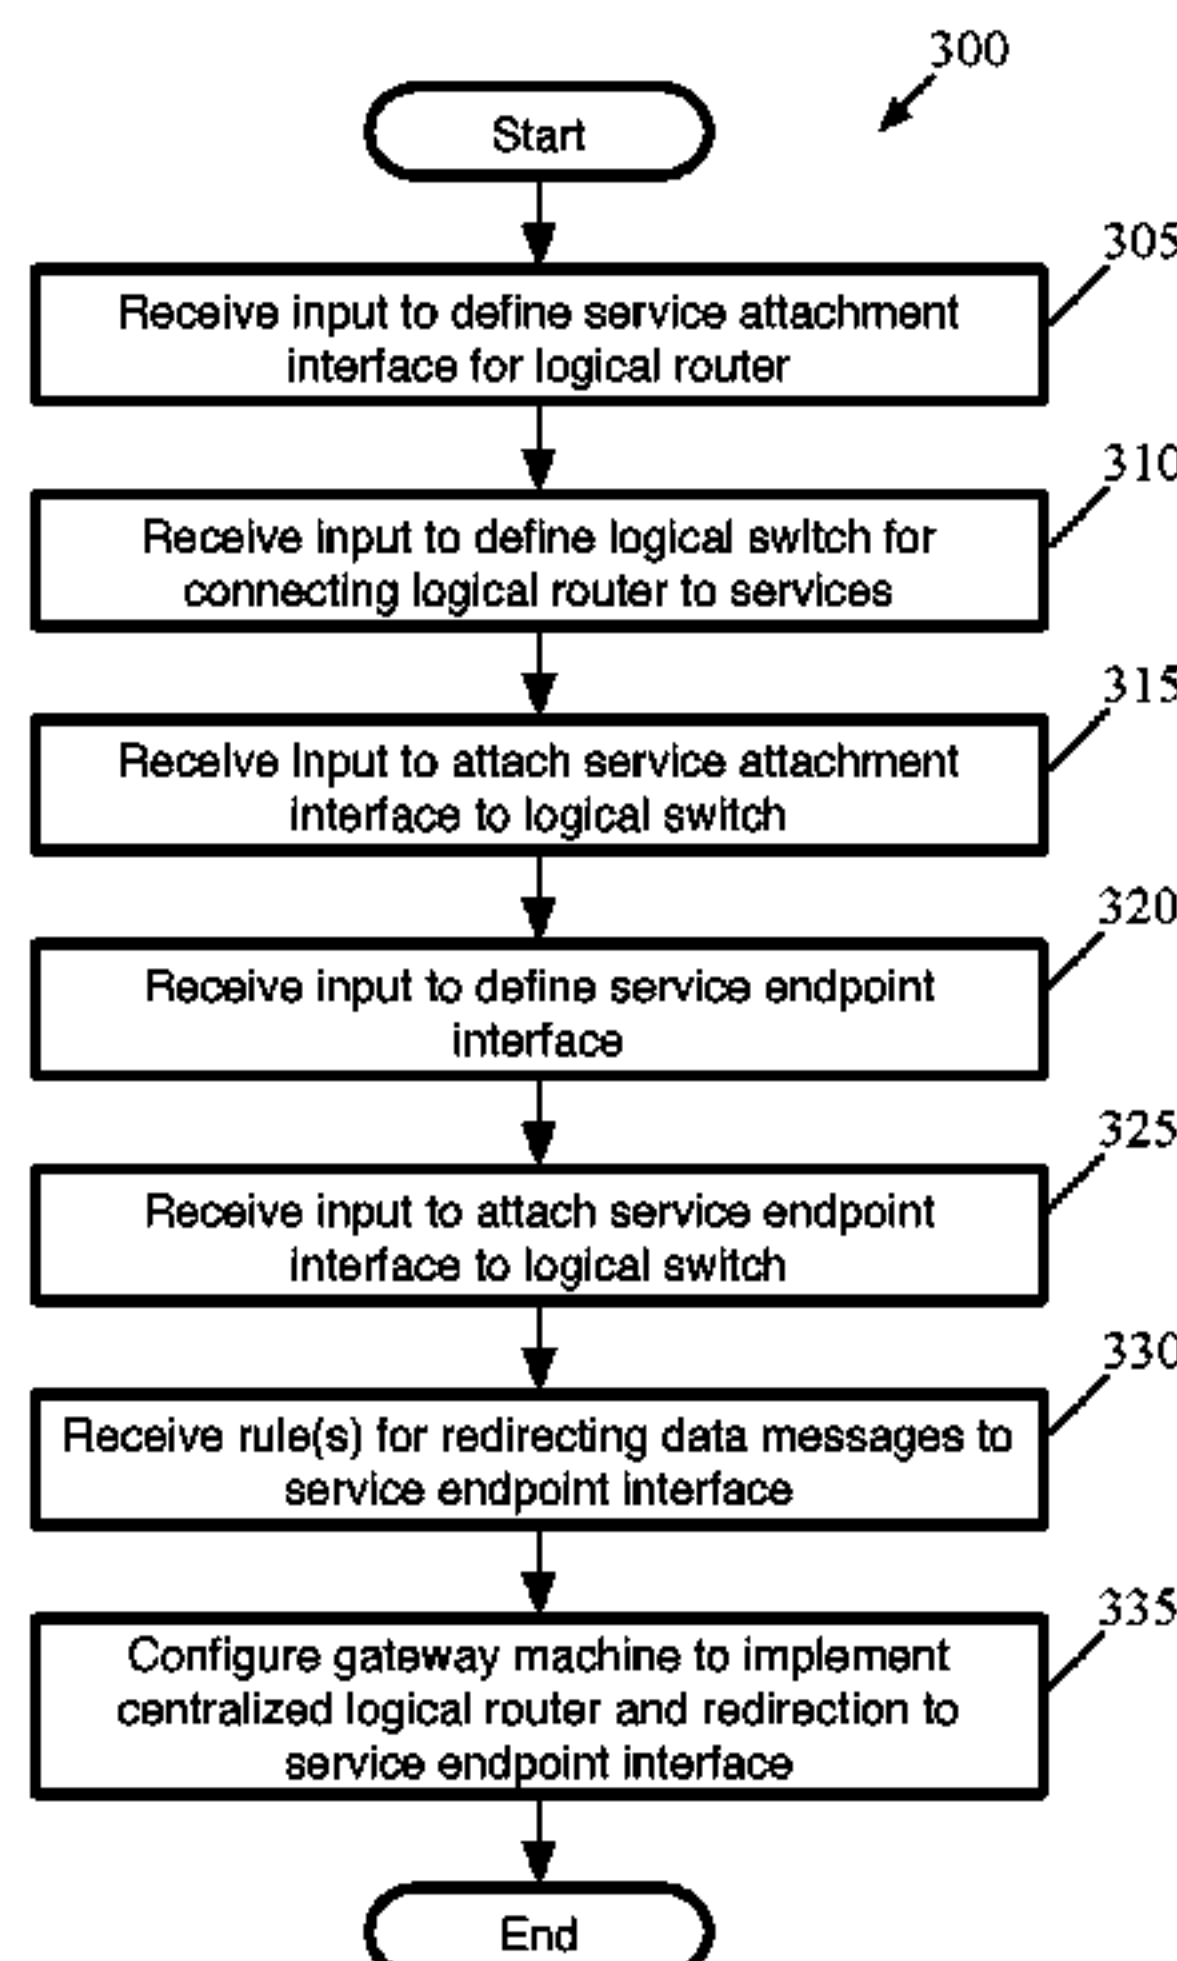 300
Start
305
Receive input to define service attachment
interface for logical router
310
Receive input to define logical switch for
connecting logical router to services
315
Receive input to attach service attachment
interface to logical switch
320
Receive input to define service endpoint
interface
325
Receive input to attach service endpoint
interface to logical switch
330
Receive rule(s) for redirecting data messages to
service endpoint interface
335
Configure gateway machine to implement
centralized logical router and redirection to
service endpoint interface
End